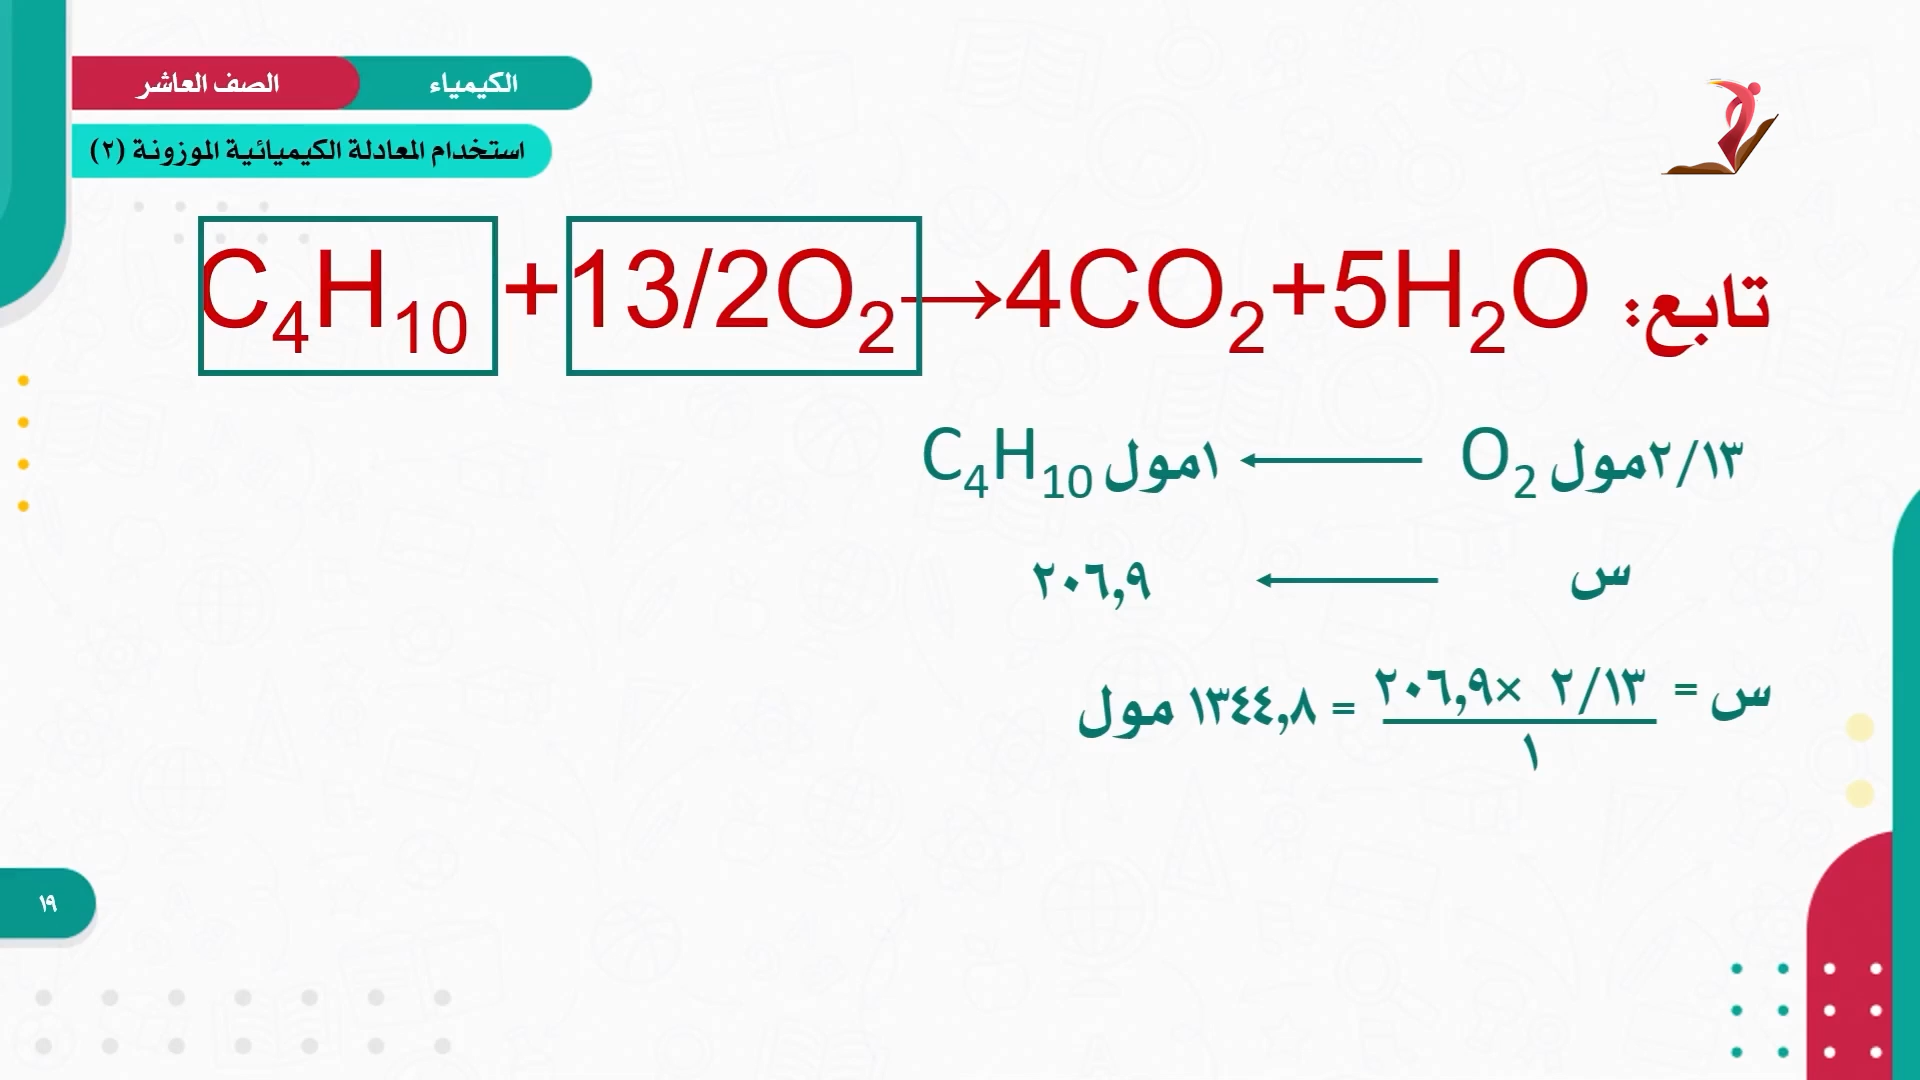 الكيمياء الصف العاشر
استخدام المعادلة الكيميائية الموزونة (٢)
تابع: C₄H₁₀ +13/2O₂→4CO₂+5H₂O
٢/١٣مول O₂ ← ١مول C₄H₁₀
س ← ٢٠٦,٩
س = ٢/١٣ ×٢٠٦,٩ = ١٣٤٤,٨ مول
١
١٩